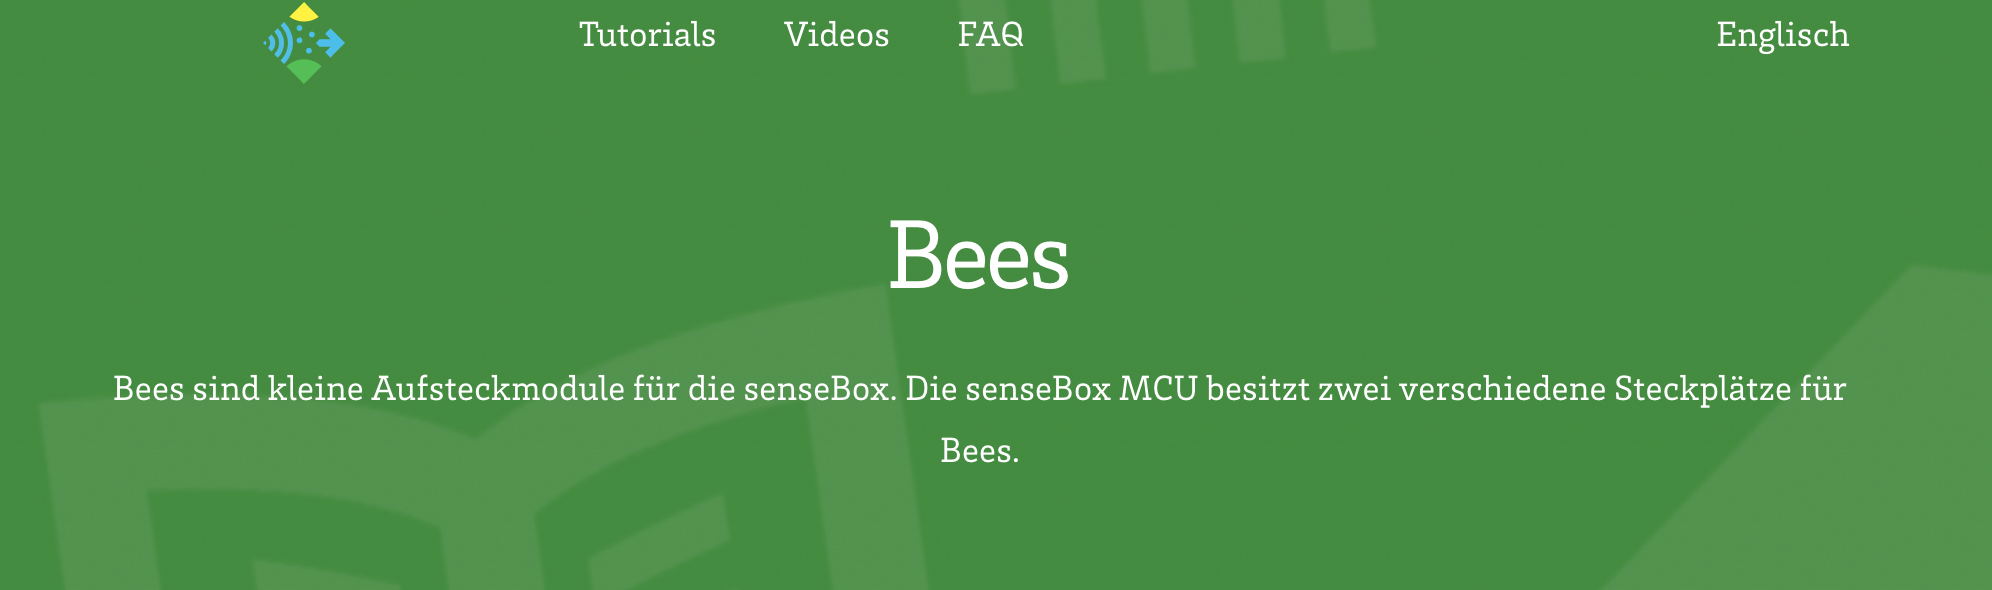 Tutorials Videos FAQ Englisch
Bees
Bees sind kleine Aufsteckmodule für die senseBox. Die senseBox MCU besitzt zwei verschiedene Steckplätze für
Bees.